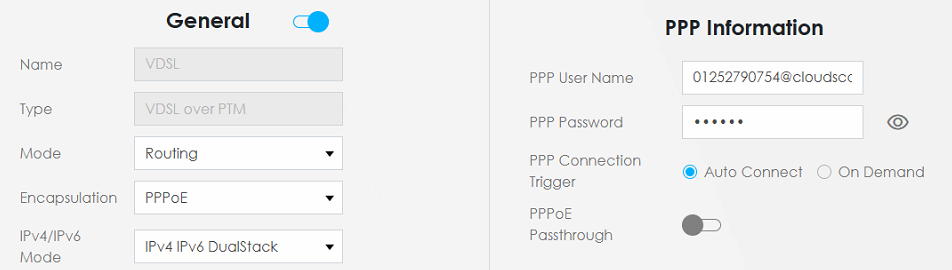 General
Name
VDSL
Type
VDSL over PTM
Mode
Routing
Encapsulation
PPPoE
IPv4/IPv6
Mode
IPv4 IPv6 DualStack
PPP Information
PPP User Name
01252790754@cloudscc
PPP Password
••••••
PPP Connection
Trigger
Auto Connect
On Demand
PPPoE
Passthrough